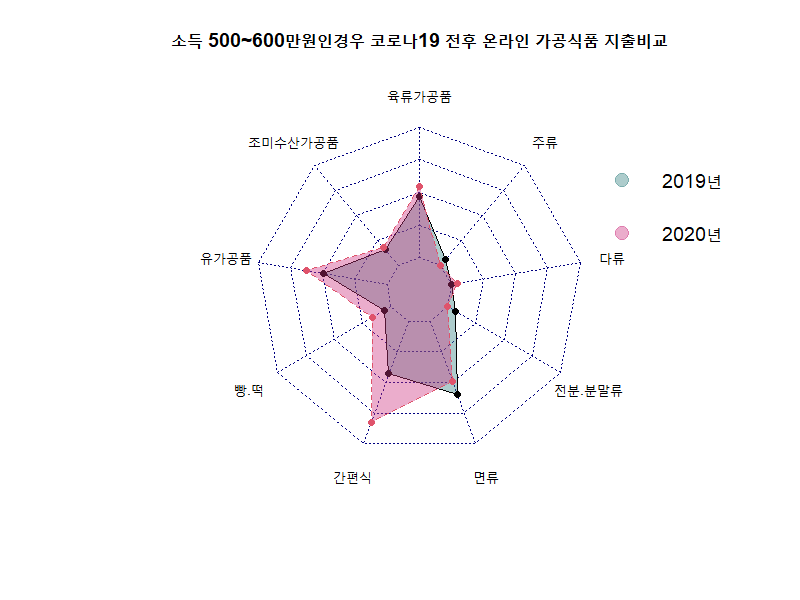 소득 500~600만원인경우 코로나19 전후 온라인 가공식품 지출비교
육류가공품
조미수산가공품
주류
2019년
2020년
유가공품
다류
빵.떡
전분.분말류
간편식
면류